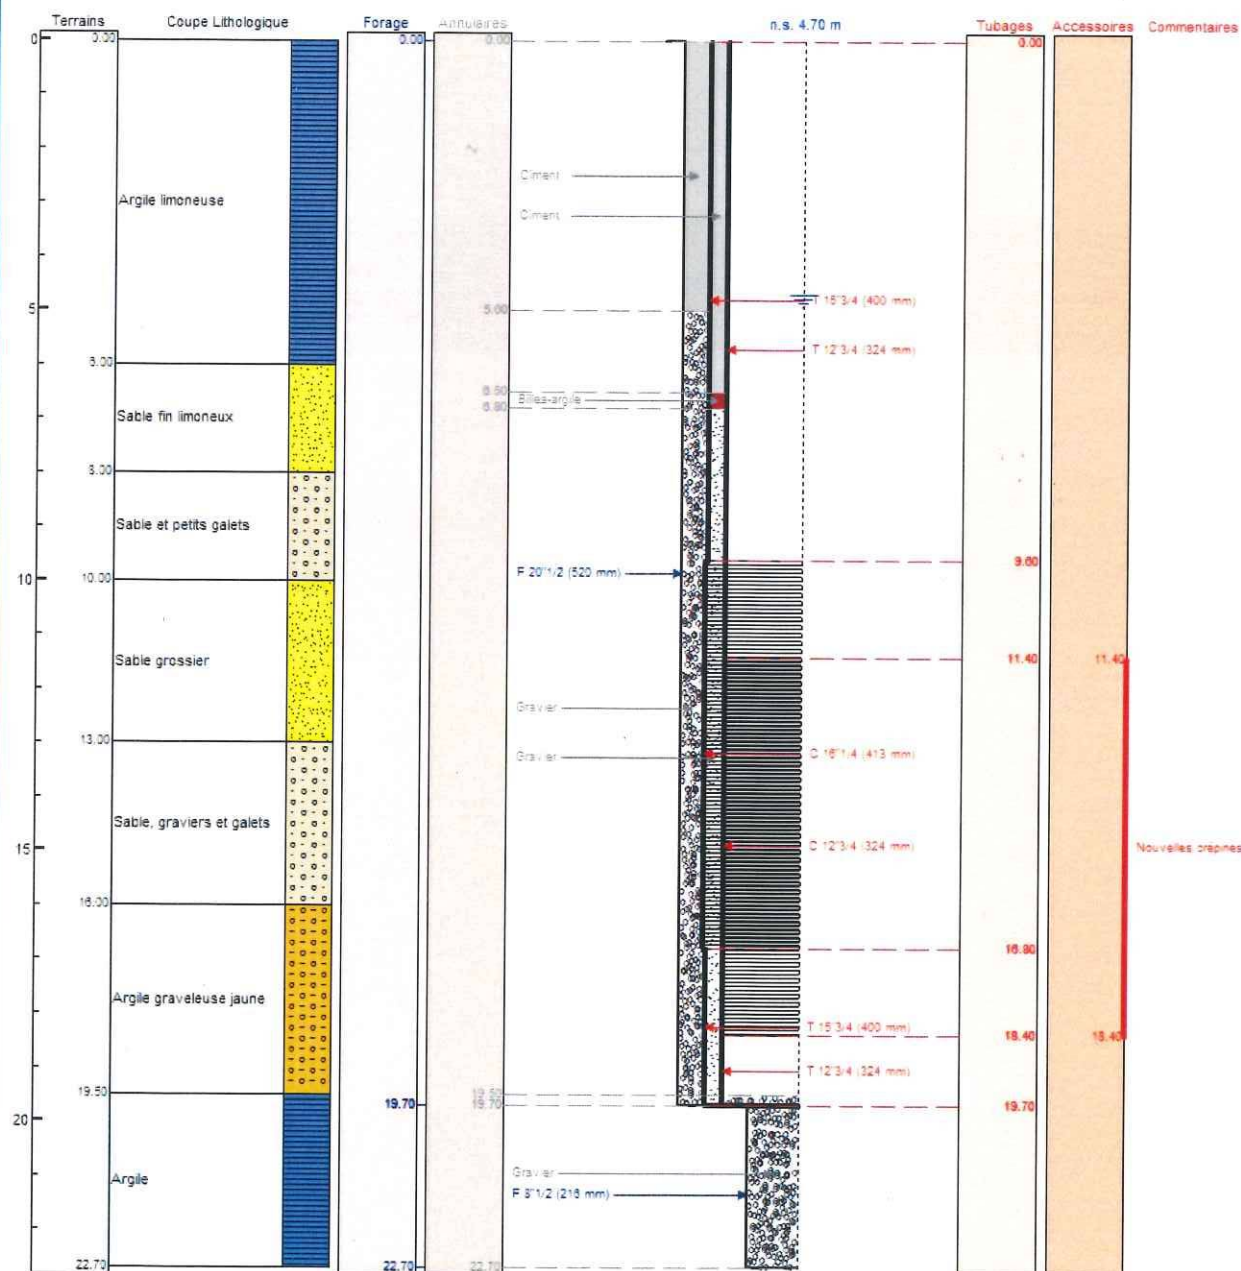 Terrains Coupe Lithologique Forage Annulaires n.s. 4.70 m Tubages Accessoires Commentaires
0 0.00 0.00 0.00 0.00
Ciment
Argile limoneuse
Ciment
T 15"3/4 (400 mm)
5 5.00
T 12"3/4 (324 mm)
6.00
6.50
Billes-argile
6.80
Sable fin limoneux
8.00
Sable et petits galets
9.60
F 20"1/2 (520 mm)
10 10.00
Sable grossier 11.40 11.40
Gravier
13.00
Gravier C 16"1/4 (413 mm)
Sable, graviers et galets
15 C 12"3/4 (324 mm) Nouvelles crépines
16.00
16.80
Argile graveleuse jaune
T 15"3/4 (400 mm)
18.40 18.40
T 12"3/4 (324 mm)
19.50 19.50
19.70 19.70 19.70
20
Gravier
Argile
F 8"1/2 (216 mm)
22.70 22.70 22.70